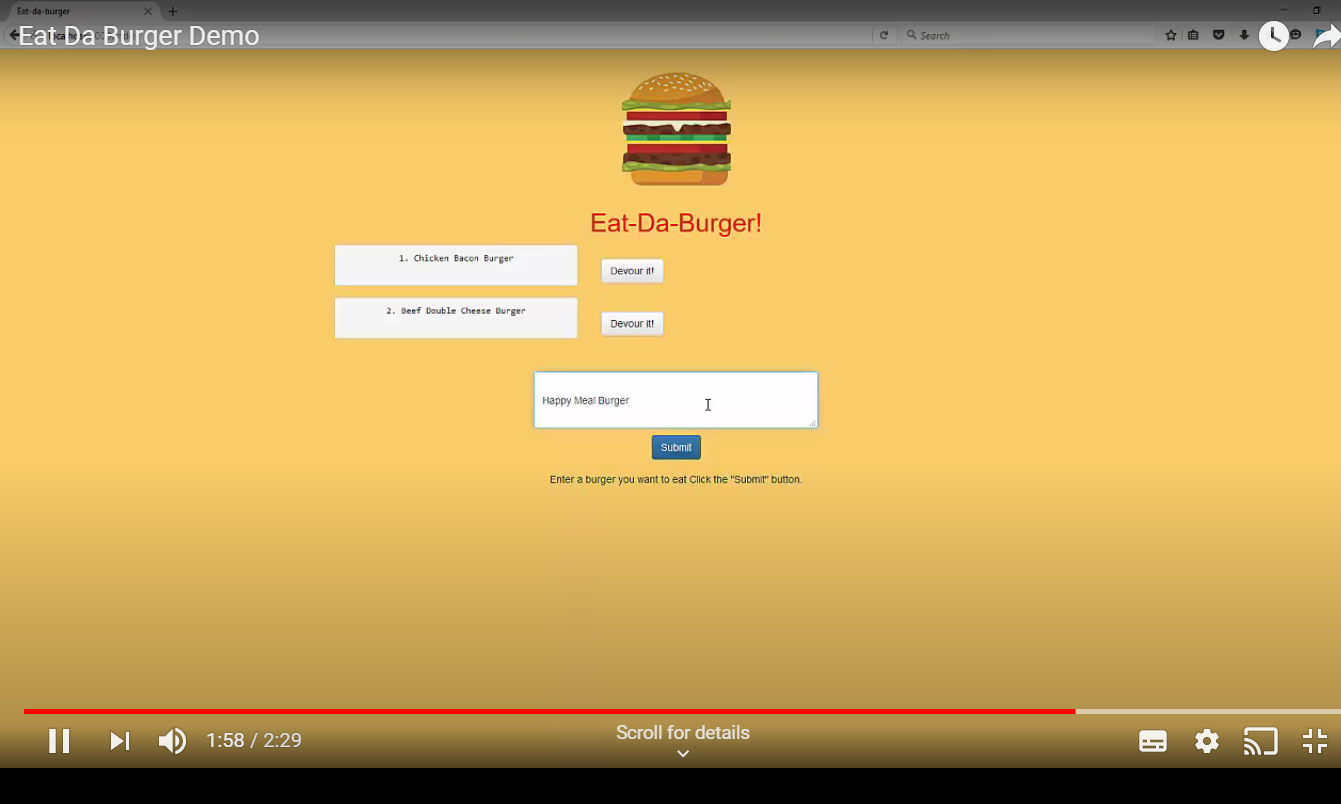 Eat-da-burger
Eat Da Burger Demo
Search
Eat-Da-Burger!
1. Chicken Bacon Burger
Devour it!
2. Beef Double Cheese Burger
Devour it!
Happy Meal Burger
Submit
Enter a burger you want to eat Click the "Submit" button.
1:58 / 2:29
Scroll for details